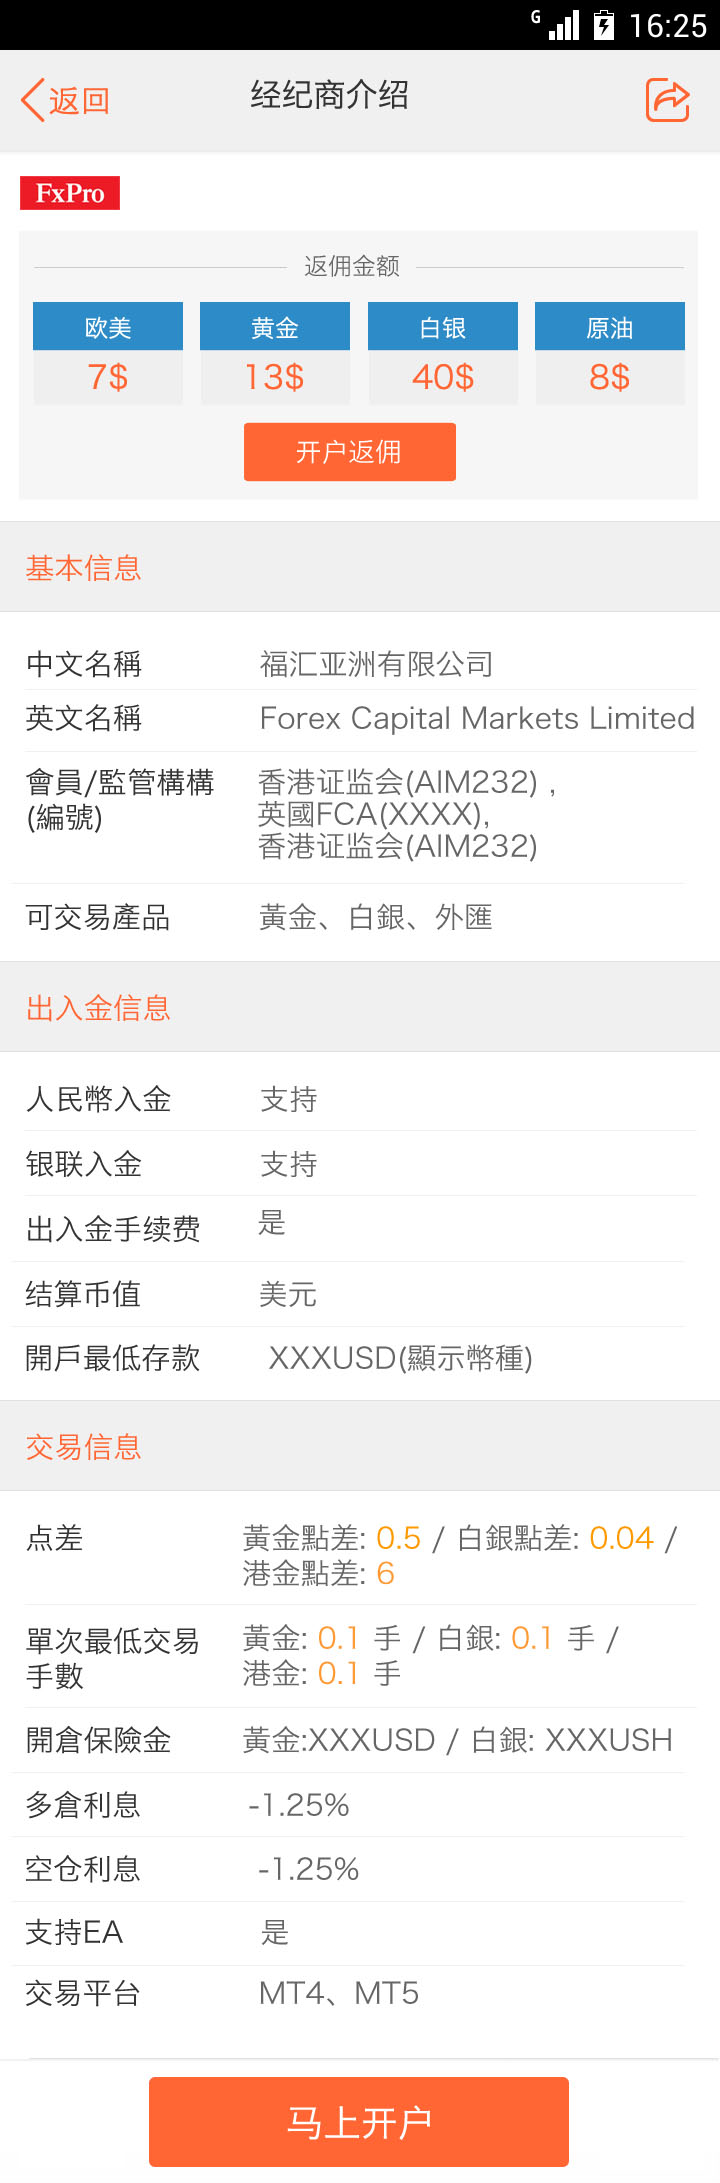 G 16:25
返回 经纪商介绍
FxPro
返佣金额
欧美 黄金 白银 原油
7$ 13$ 40$ 8$
开户返佣
基本信息
中文名稱 福汇亚洲有限公司
英文名稱 Forex Capital Markets Limited
會員/監管構構 香港证监会(AIM232) ,
(編號) 英國FCA(XXXX),
香港证监会(AIM232)
可交易產品 黃金、白銀、外匯
出入金信息
人民幣入金 支持
银联入金 支持
出入金手续费 是
结算币值 美元
開戶最低存款 XXXUSD(顯示幣種)
交易信息
点差 黃金點差: 0.5 / 白銀點差: 0.04 /
港金點差: 6
單次最低交易 黃金: 0.1 手 / 白銀: 0.1 手 /
手數 港金: 0.1 手
開倉保險金 黃金:XXXUSD / 白銀: XXXUSH
多倉利息 -1.25%
空仓利息 -1.25%
支持EA 是
交易平台 MT4、MT5
马上开户